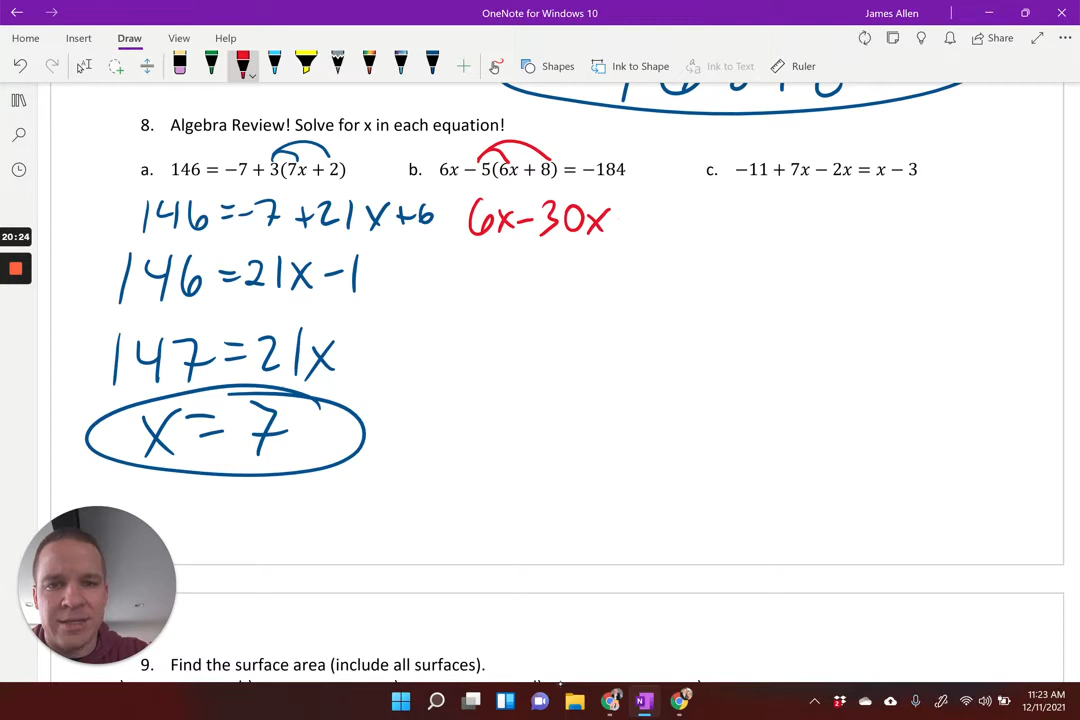 OneNote for Windows 10
James Allen
Home Insert Draw View Help
Share
Shapes Ink to Shape Ink to Text Ruler
8. Algebra Review! Solve for x in each equation!
a. 146 = −7 + 3(7x + 2) b. 6x − 5(6x + 8) = −184 c. −11 + 7x − 2x = x − 3
146 = -7 + 21x + 6 6x - 30x
20:24
146 = 21x - 1
147 = 21x
x = 7
9. Find the surface area (include all surfaces).
11:23 AM
12/11/2021